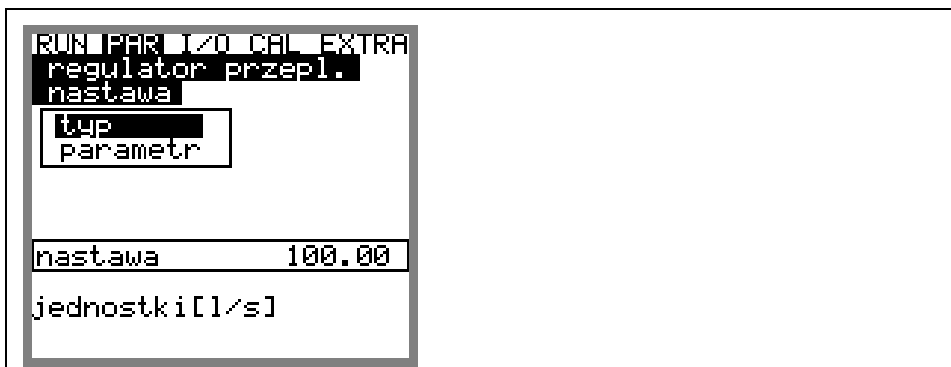 RUN PAR I/O CAL EXTRA
regulator przepl.
nastawa
typ
parametr
nastawa 100.00
jednostki[l/s]